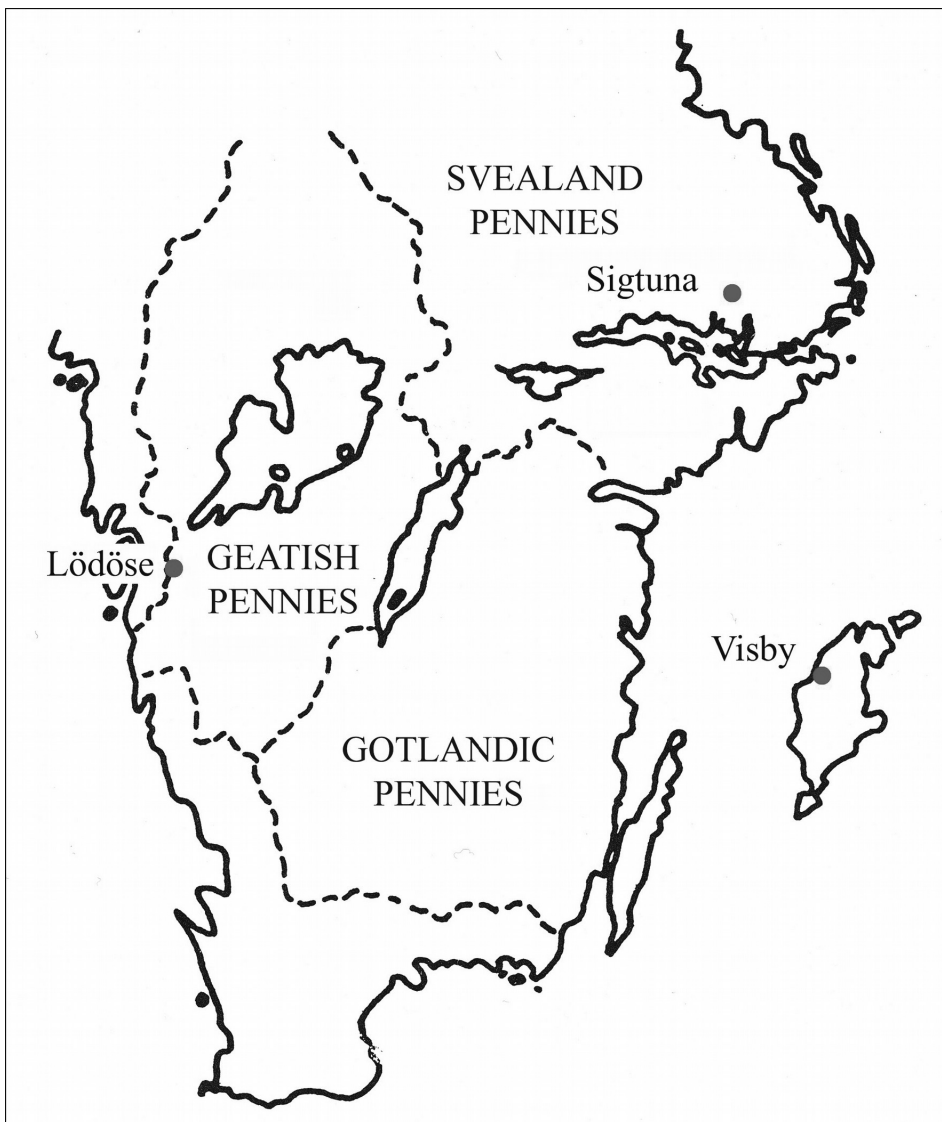 SVEALAND
PENNIES
Sigtuna
Lödöse
GEATISH
PENNIES
Visby
GOTLANDIC
PENNIES